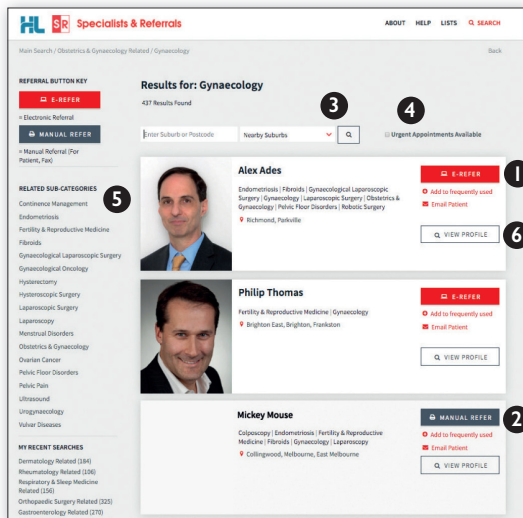 HL SR Specialists & Referrals
ABOUT HELP LISTS SEARCH
Main Search / Obstetrics & Gynaecology Related / Gynaecology
Back
REFERRAL BUTTON KEY
E-REFER
» Electronic Referral
MANUAL REFER
» Manual Referral (For
Patient, Fax)
RELATED SUB-CATEGORIES
5
Continence Management
Endometriosis
Fertility & Reproductive Medicine
Fibroids
Gynaecological Laparoscopic Surgery
Gynaecological Oncology
Hysterectomy
Hysteroscopic Surgery
Laparoscopic Surgery
Laparoscopy
Menstrual Disorders
Obstetrics & Gynaecology
Ovarian Cancer
Pelvic Floor Disorders
Pelvic Pain
Ultrasound
Urogynaecology
Vulvar Diseases
MY RECENT SEARCHES
Dermatology Related (184)
Rheumatology Related (106)
Respiratory & Sleep Medicine
Related (156)
Orthopaedic Surgery Related (325)
Gastroenterology Related (270)
Results for: Gynaecology
437 Results Found
3
4
Enter Suburb or Postcode
Nearby Suburbs
Urgent Appointments Available
Alex Ades
Endometriosis | Fibroids | Gynaecological Laparoscopic
Surgery | Gynaecology | Laparoscopic Surgery | Obstetrics &
Gynaecology | Pelvic Floor Disorders | Robotic Surgery
Richmond, Parkville
E-REFER
1
Add to frequently used
Email Patient
VIEW PROFILE
6
Philip Thomas
Fertility & Reproductive Medicine | Gynaecology
Brighton East, Brighton, Frankston
E-REFER
Add to frequently used
Email Patient
VIEW PROFILE
Mickey Mouse
Colposcopy | Endometriosis | Fertility & Reproductive
Medicine | Fibroids | Gynaecology | Laparoscopy
Collingwood, Melbourne, East Melbourne
MANUAL REFER
2
Add to frequently used
Email Patient
VIEW PROFILE